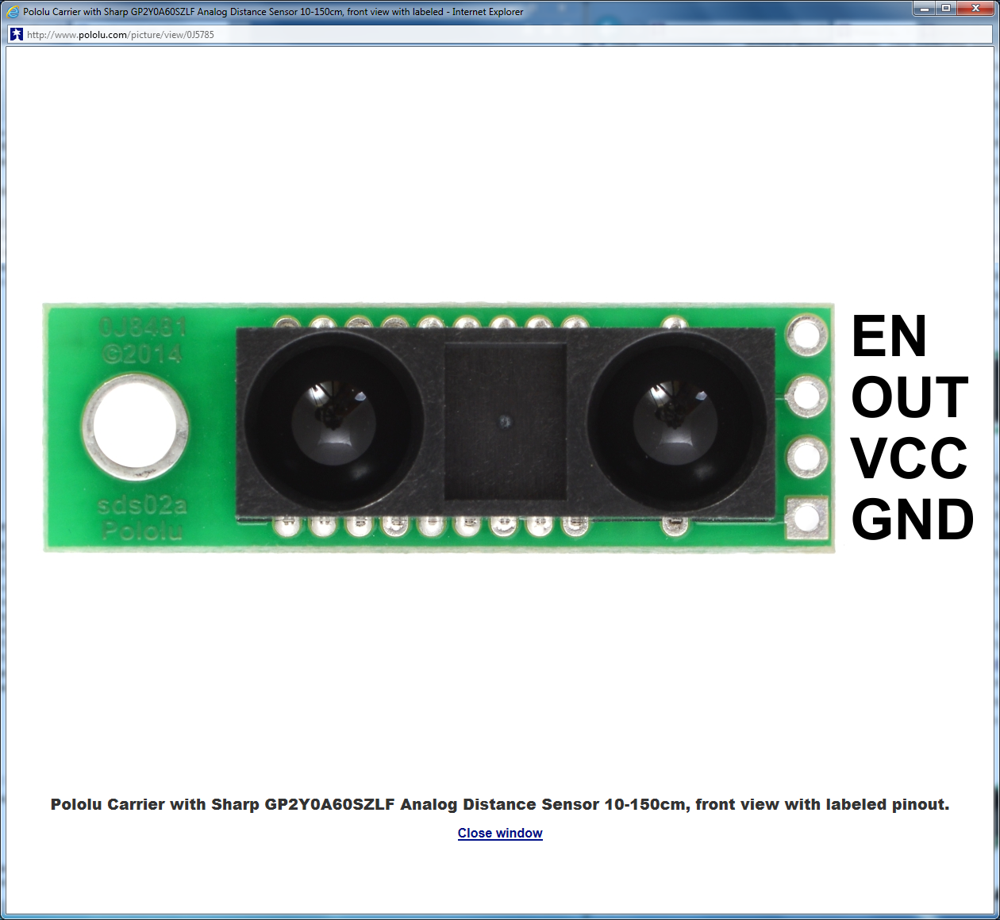 Pololu Carrier with Sharp GP2Y0A60SZLF Analog Distance Sensor 10-150cm, front view with labeled - Internet Explorer
http://www.pololu.com/picture/view/0J5785
0J8481
©2014
EN
OUT
VCC
GND
sds02a
Pololu
Pololu Carrier with Sharp GP2Y0A60SZLF Analog Distance Sensor 10-150cm, front view with labeled pinout.
Close window